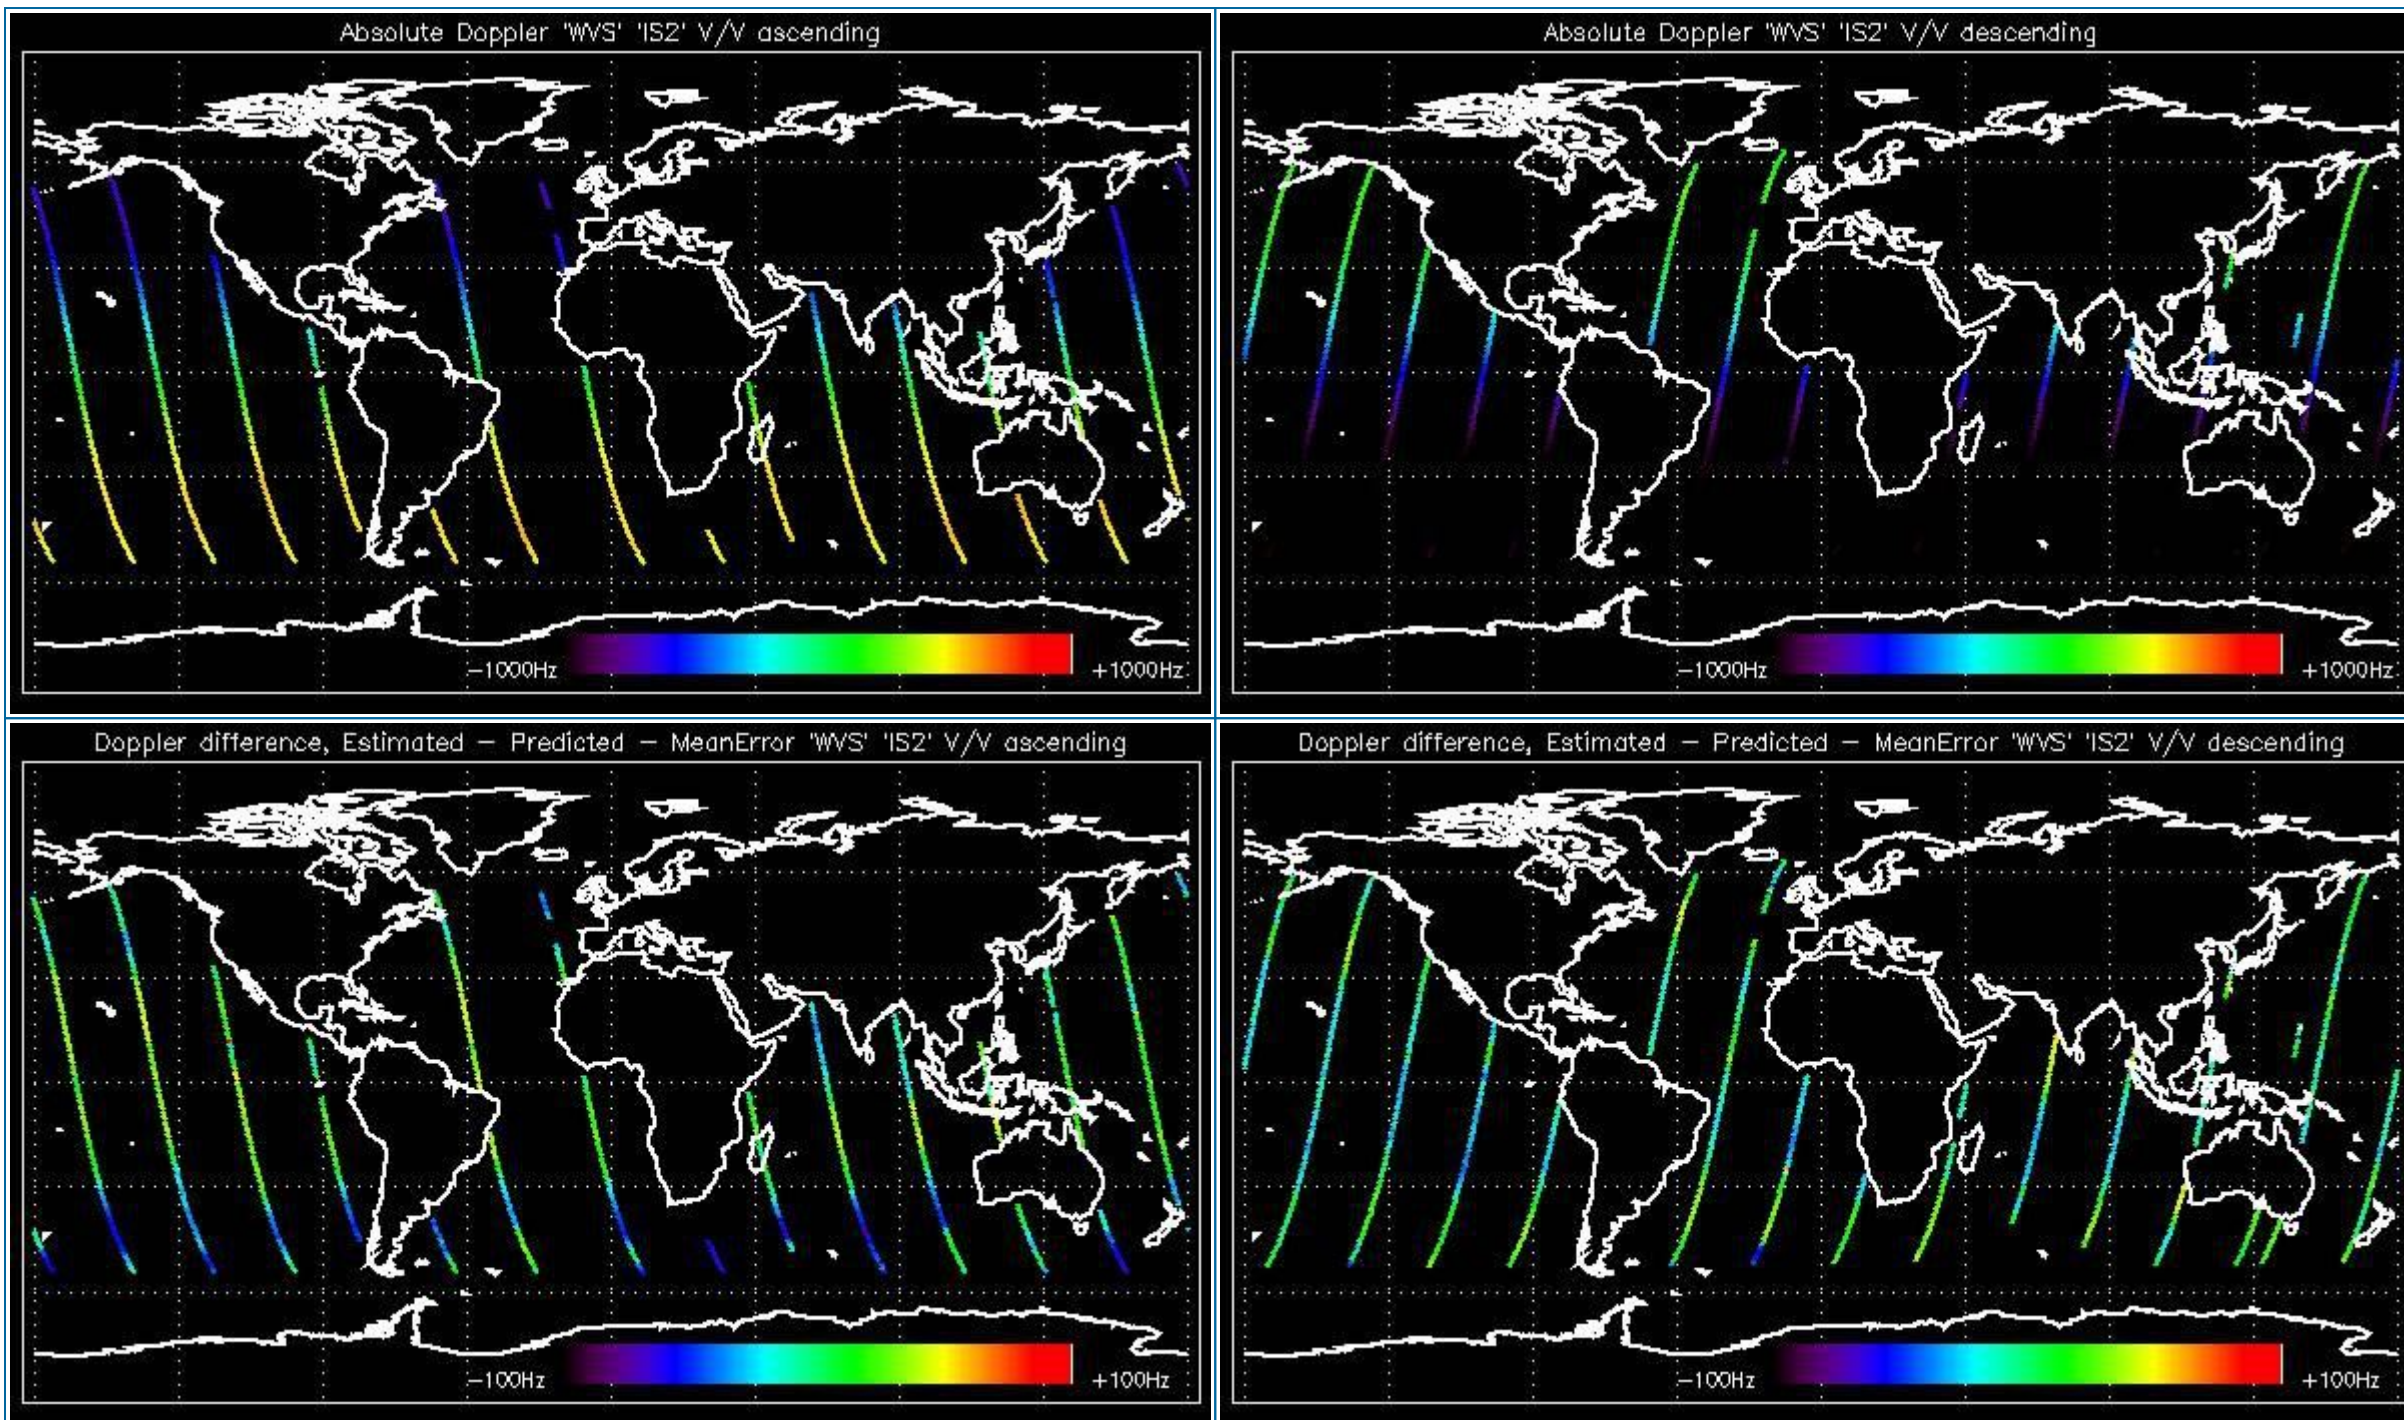 Absolute Doppler 'WVS' 'IS2' V/V ascending
−1000Hz
+1000Hz
Absolute Doppler 'WVS' 'IS2' V/V descending
−1000Hz
+1000Hz
Doppler difference, Estimated − Predicted − MeanError 'WVS' 'IS2' V/V ascending
−100Hz
+100Hz
Doppler difference, Estimated − Predicted − MeanError 'WVS' 'IS2' V/V descending
−100Hz
+100Hz